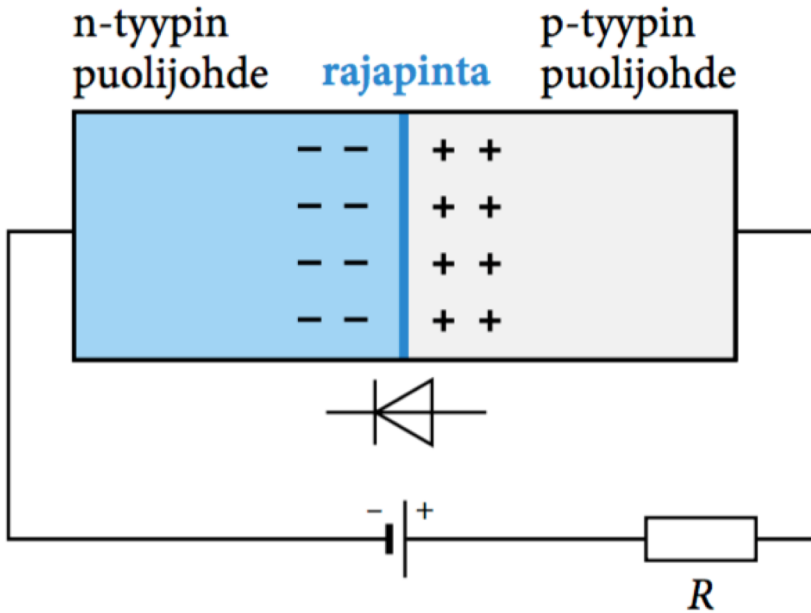 n-tyypin
puolijohde
rajapinta
p-tyypin
puolijohde
− − + +
− − + +
− − + +
− − + +
− +
R